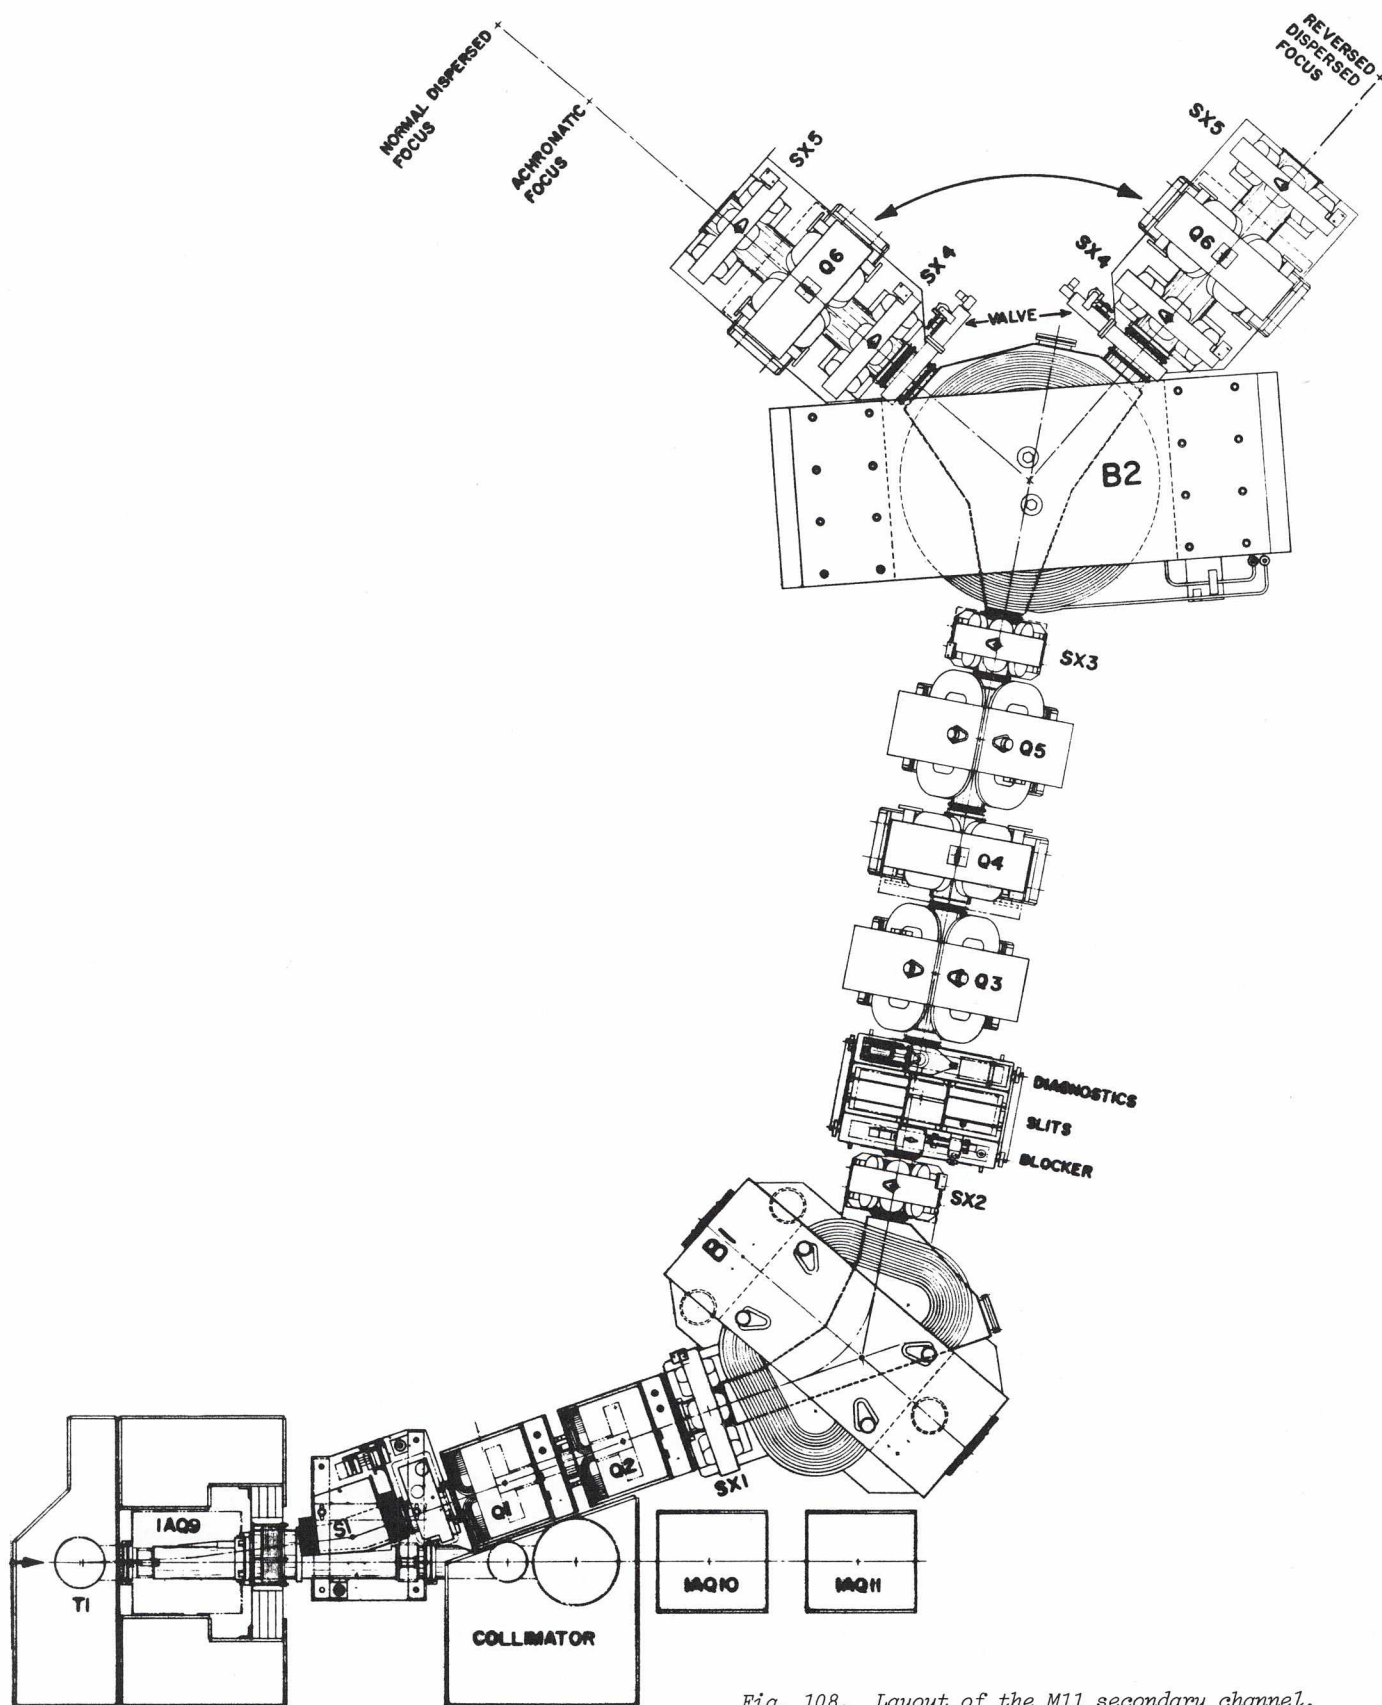 REVERSED
DISPERSED
FOCUS
NORMAL DISPERSED
FOCUS
ACHROMATIC
FOCUS
SX5
SX5
Q6
Q6
SX4
SX4
VALVE
B2
SX3
Q5
Q4
Q3
DIAGNOSTICS
SLITS
BLOCKER
SX2
B1
Q2
SX1
Q1
S1
1AQ9
T1
1AQ10
1AQ11
COLLIMATOR
Fig. 108. Layout of the M11 secondary channel.